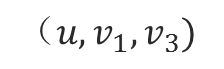 （𝑢, 𝑣₁, 𝑣₃)